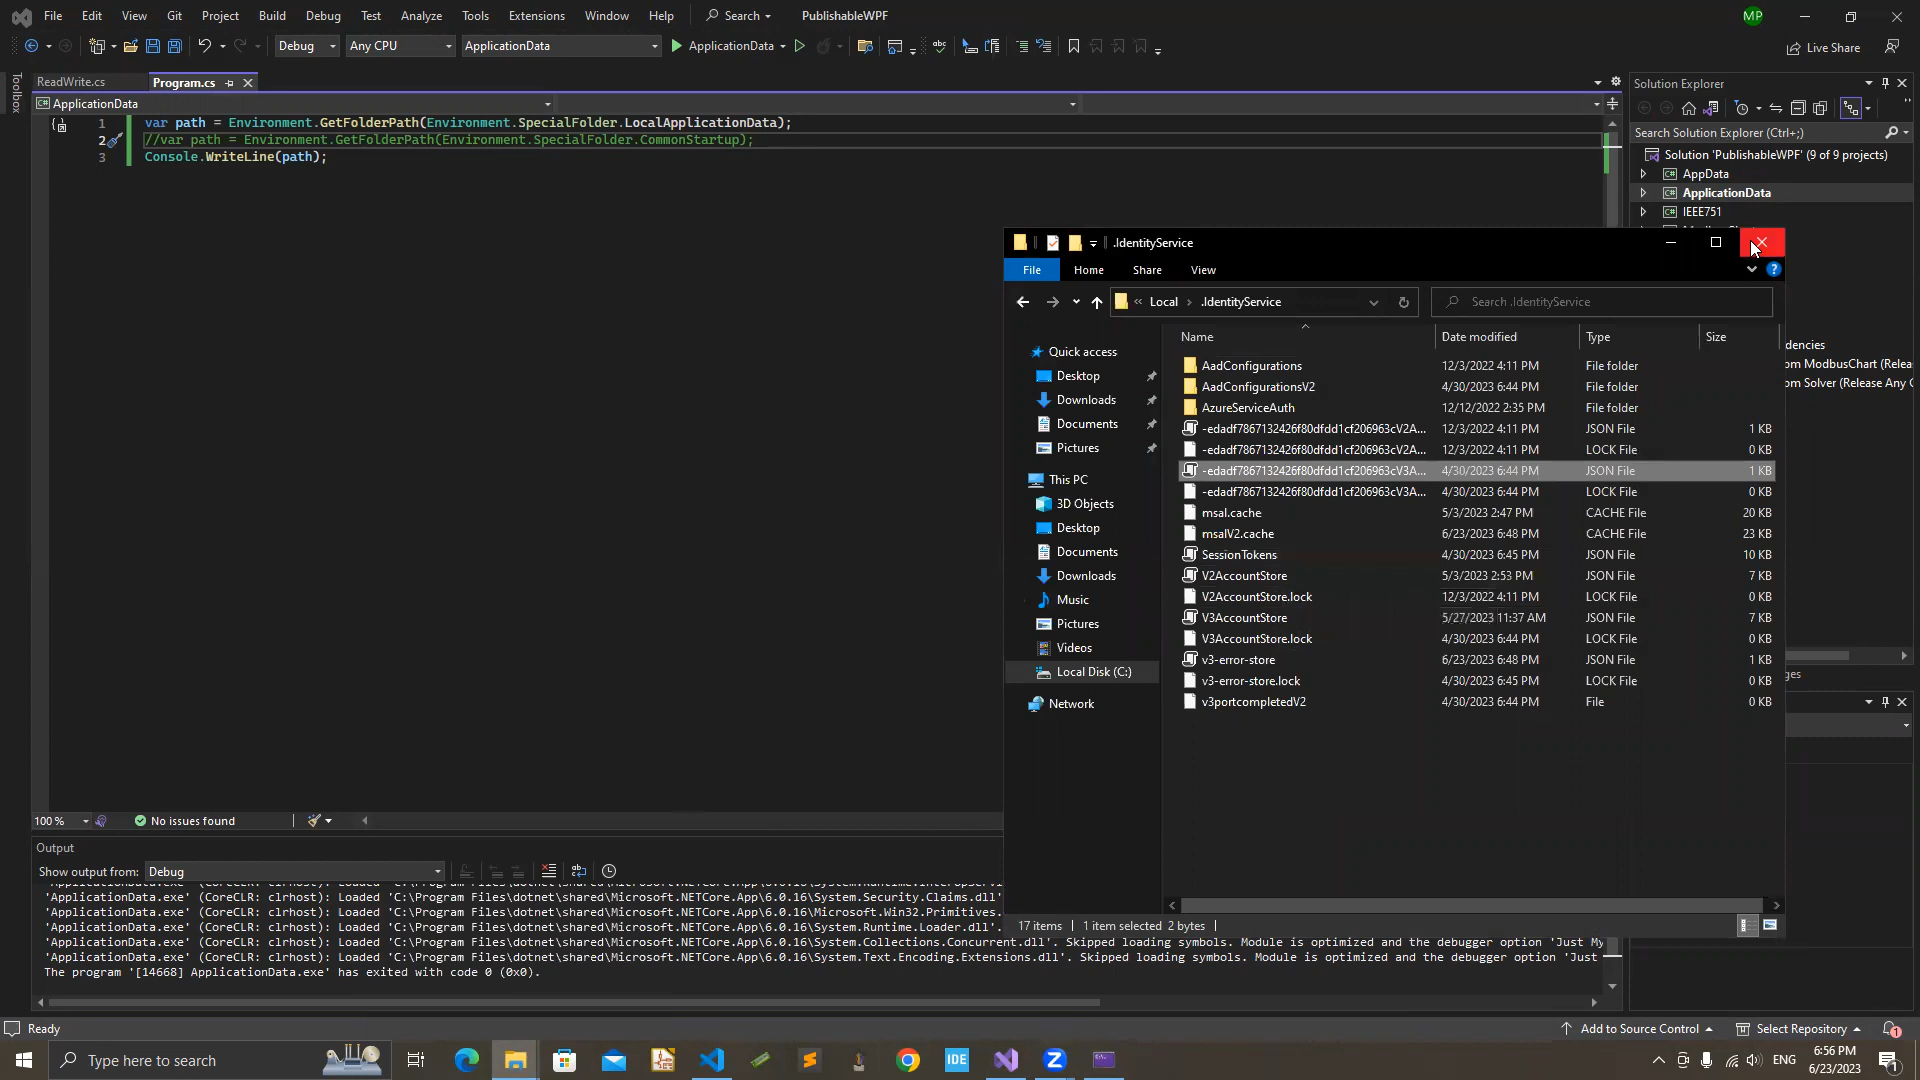 File Edit View Git Project Build Debug Test Analyze Tools Extensions Window Help Search PublishableWPF MP
Debug Any CPU ApplicationData ApplicationData Live Share
Toolbox
ReadWrite.cs Program.cs
ApplicationData
1 var path = Environment.GetFolderPath(Environment.SpecialFolder.LocalApplicationData);
2 //var path = Environment.GetFolderPath(Environment.SpecialFolder.CommonStartup);
3 Console.WriteLine(path);
100 % No issues found
Solution Explorer
Search Solution Explorer (Ctrl+;)
Solution 'PublishableWPF' (9 of 9 projects)
AppData
ApplicationData
IEEE751
dencies
om ModbusChart (Relea
om Solver (Release Any C
ges
.IdentityService
File Home Share View
Local .IdentityService Search .IdentityService
Quick access
Desktop
Downloads
Documents
Pictures
This PC
3D Objects
Desktop
Documents
Downloads
Music
Pictures
Videos
Local Disk (C:)
Network
Name Date modified Type Size
AadConfigurations 12/3/2022 4:11 PM File folder
AadConfigurationsV2 4/30/2023 6:44 PM File folder
AzureServiceAuth 12/12/2022 2:35 PM File folder
-edadf7867132426f80dfdd1cf206963cV2A... 12/3/2022 4:11 PM JSON File 1 KB
-edadf7867132426f80dfdd1cf206963cV2A... 12/3/2022 4:11 PM LOCK File 0 KB
-edadf7867132426f80dfdd1cf206963cV3A... 4/30/2023 6:44 PM JSON File 1 KB
-edadf7867132426f80dfdd1cf206963cV3A... 4/30/2023 6:44 PM LOCK File 0 KB
msal.cache 5/3/2023 2:47 PM CACHE File 20 KB
msalV2.cache 6/23/2023 6:48 PM CACHE File 23 KB
SessionTokens 4/30/2023 6:45 PM JSON File 10 KB
V2AccountStore 5/3/2023 2:53 PM JSON File 7 KB
V2AccountStore.lock 12/3/2022 4:11 PM LOCK File 0 KB
V3AccountStore 5/27/2023 11:37 AM JSON File 7 KB
V3AccountStore.lock 4/30/2023 6:44 PM LOCK File 0 KB
v3-error-store 6/23/2023 6:48 PM JSON File 1 KB
v3-error-store.lock 4/30/2023 6:45 PM LOCK File 0 KB
v3portcompletedV2 4/30/2023 6:44 PM File 0 KB
17 items 1 item selected 2 bytes
Output
Show output from: Debug
'ApplicationData.exe' (CoreCLR: clrhost): Loaded 'C:\Program Files\dotnet\shared\Microsoft.NETCore.App\6.0.16\System.Security.Claims.dll'
'ApplicationData.exe' (CoreCLR: clrhost): Loaded 'C:\Program Files\dotnet\shared\Microsoft.NETCore.App\6.0.16\Microsoft.Win32.Primitives.
'ApplicationData.exe' (CoreCLR: clrhost): Loaded 'C:\Program Files\dotnet\shared\Microsoft.NETCore.App\6.0.16\System.Runtime.Loader.dll'.
'ApplicationData.exe' (CoreCLR: clrhost): Loaded 'C:\Program Files\dotnet\shared\Microsoft.NETCore.App\6.0.16\System.Collections.Concurrent.dll'. Skipped loading symbols. Module is optimized and the debugger option 'Just My
'ApplicationData.exe' (CoreCLR: clrhost): Loaded 'C:\Program Files\dotnet\shared\Microsoft.NETCore.App\6.0.16\System.Text.Encoding.Extensions.dll'. Skipped loading symbols. Module is optimized and the debugger option 'Just
The program '[14668] ApplicationData.exe' has exited with code 0 (0x0).
Ready Add to Source Control Select Repository 1
Type here to search IDE ENG 6:56 PM
6/23/2023 1